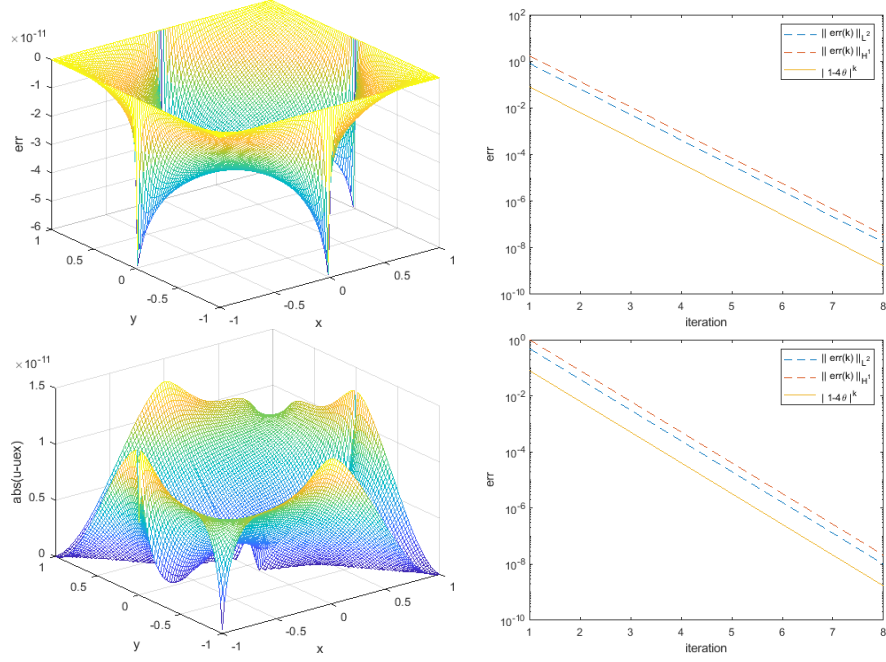 ×10⁻¹¹
0
-1
-2
-3
-4
-5
-6
err
1
0.5
0
-0.5
-1
y
-1
-0.5
0
0.5
1
x
10²
10⁰
10⁻²
10⁻⁴
10⁻⁶
10⁻⁸
10⁻¹⁰
err
|| err(k) ||_L²
|| err(k) ||_H¹
| 1-4θ |^k
1 2 3 4 5 6 7 8
iteration
×10⁻¹¹
1.5
1
0.5
0
abs(u-uex)
1
0.5
0
-0.5
-1
y
-1
-0.5
0
0.5
1
x
10⁰
10⁻²
10⁻⁴
10⁻⁶
10⁻⁸
10⁻¹⁰
err
|| err(k) ||_L²
|| err(k) ||_H¹
| 1-4θ |^k
1 2 3 4 5 6 7 8
iteration